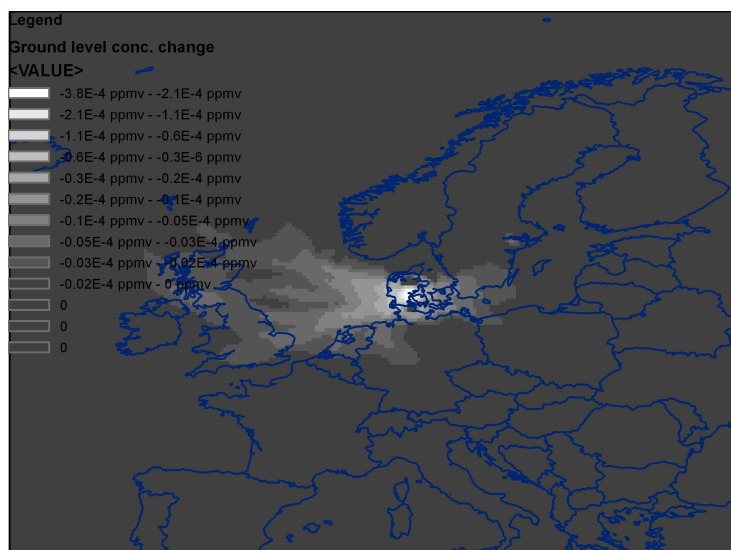 Legend
Ground level conc. change
<VALUE>
-3.8E-4 ppmv - -2.1E-4 ppmv
-2.1E-4 ppmv - -1.1E-4 ppmv
-1.1E-4 ppmv - -0.6E-4 ppmv
-0.6E-4 ppmv - -0.3E-6 ppmv
-0.3E-4 ppmv - -0.2E-4 ppmv
-0.2E-4 ppmv - -0.1E-4 ppmv
-0.1E-4 ppmv - -0.05E-4 ppmv
-0.05E-4 ppmv - -0.03E-4 ppmv
-0.03E-4 ppmv - -0.02E-4 ppmv
-0.02E-4 ppmv - 0 ppmv
0
0
0